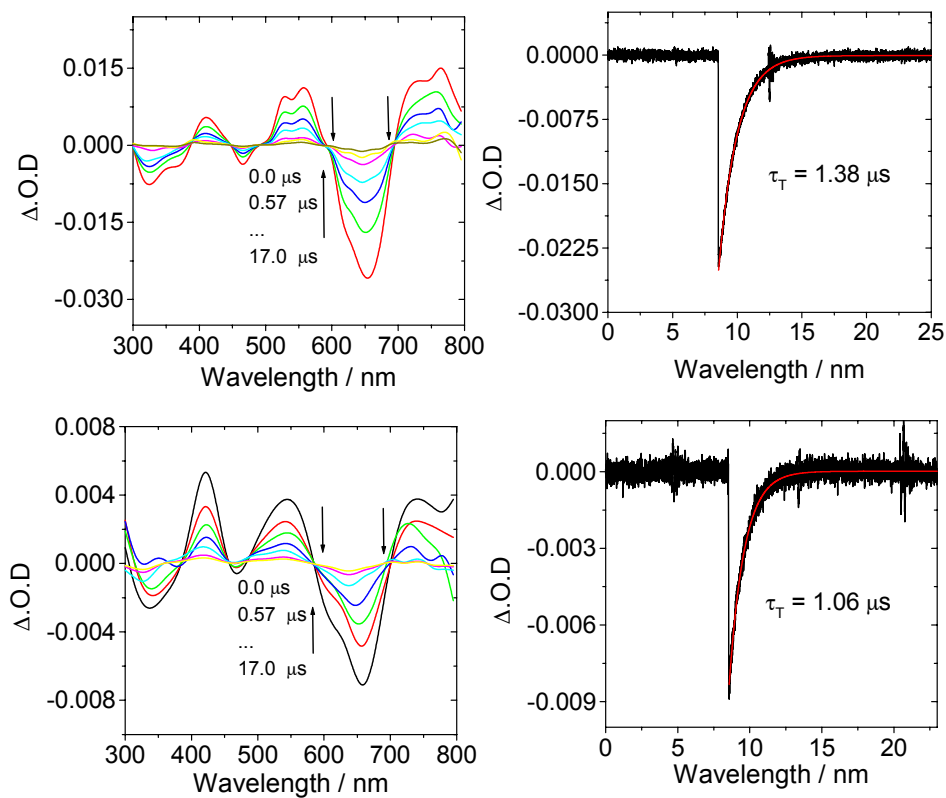 Δ.O.D
0.015
0.000
-0.015
-0.030
0.0 μs
0.57 μs
...
17.0 μs
300 400 500 600 700 800
Wavelength / nm
Δ.O.D
0.0000
-0.0075
-0.0150
-0.0225
-0.0300
τT = 1.38 μs
0 5 10 15 20 25
Wavelength / nm
Δ.O.D
0.008
0.004
0.000
-0.004
-0.008
0.0 μs
0.57 μs
...
17.0 μs
300 400 500 600 700 800
Wavelength / nm
Δ.O.D
0.000
-0.003
-0.006
-0.009
τT = 1.06 μs
0 5 10 15 20
Wavelength / nm